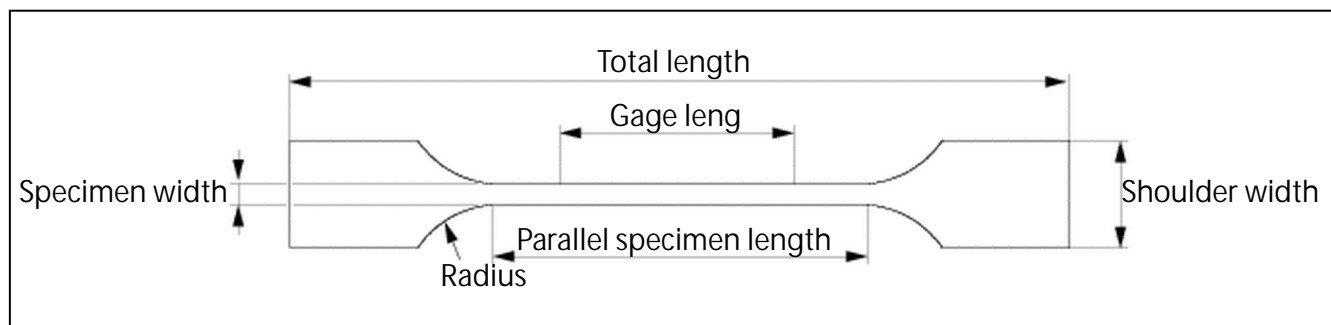 Total length
Gage leng
Specimen width
Shoulder width
Parallel specimen length
Radius